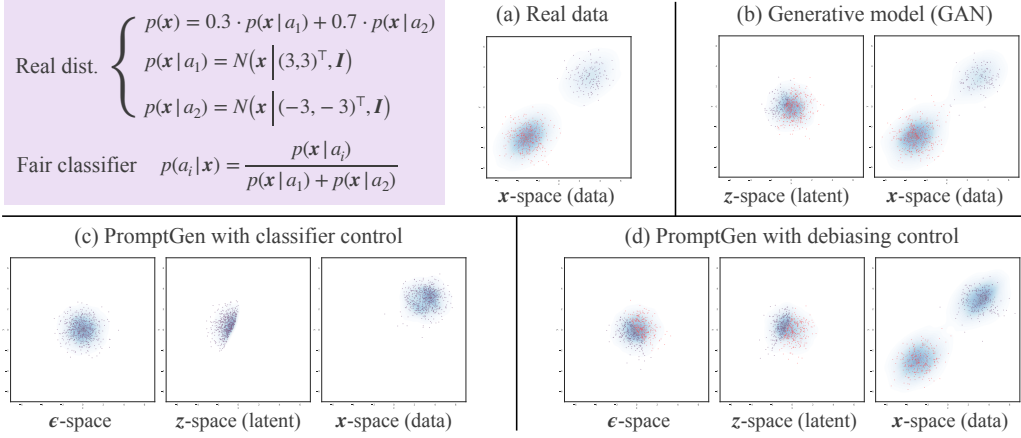 Real dist.
p(x) = 0.3 · p(x | a₁) + 0.7 · p(x | a₂)
p(x | a₁) = N(x | (3,3)ᵀ, I)
p(x | a₂) = N(x | (−3, −3)ᵀ, I)
Fair classifier p(aᵢ | x) = p(x | aᵢ) / p(x | a₁) + p(x | a₂)
(a) Real data
x-space (data)
(b) Generative model (GAN)
z-space (latent) x-space (data)
(c) PromptGen with classifier control
ϵ-space z-space (latent) x-space (data)
(d) PromptGen with debiasing control
ϵ-space z-space (latent) x-space (data)